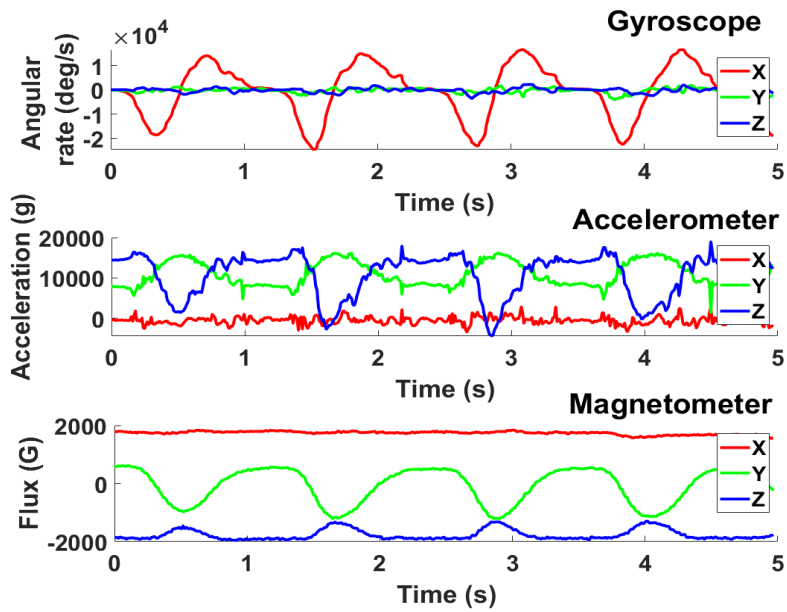 Gyroscope
×10⁴
1
0
-1
-2
Angular
rate (deg/s)
X
Y
Z
0 1 2 3 4 5
Time (s)
Accelerometer
20000
10000
0
Acceleration (g)
X
Y
Z
0 1 2 3 4 5
Time (s)
Magnetometer
2000
0
-2000
Flux (G)
X
Y
Z
0 1 2 3 4 5
Time (s)